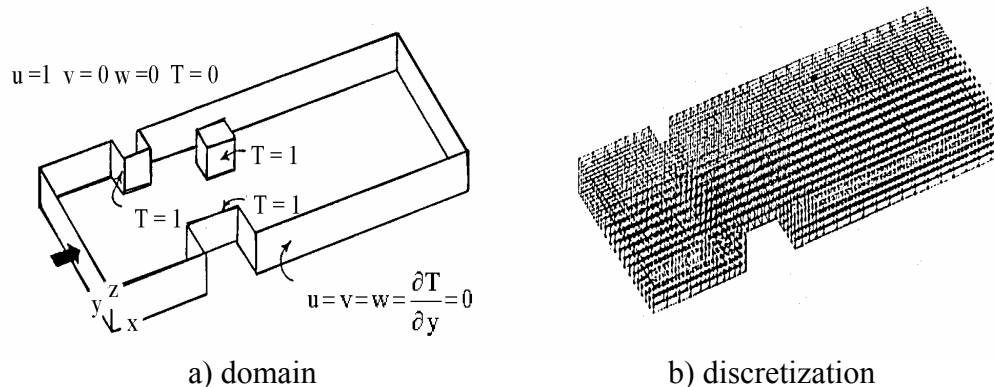 u =1 v = 0 w=0 T = 0
T = 1
T = 1
T = 1
z
y
x
u = v = w = ∂T/∂y = 0
a) domain
b) discretization